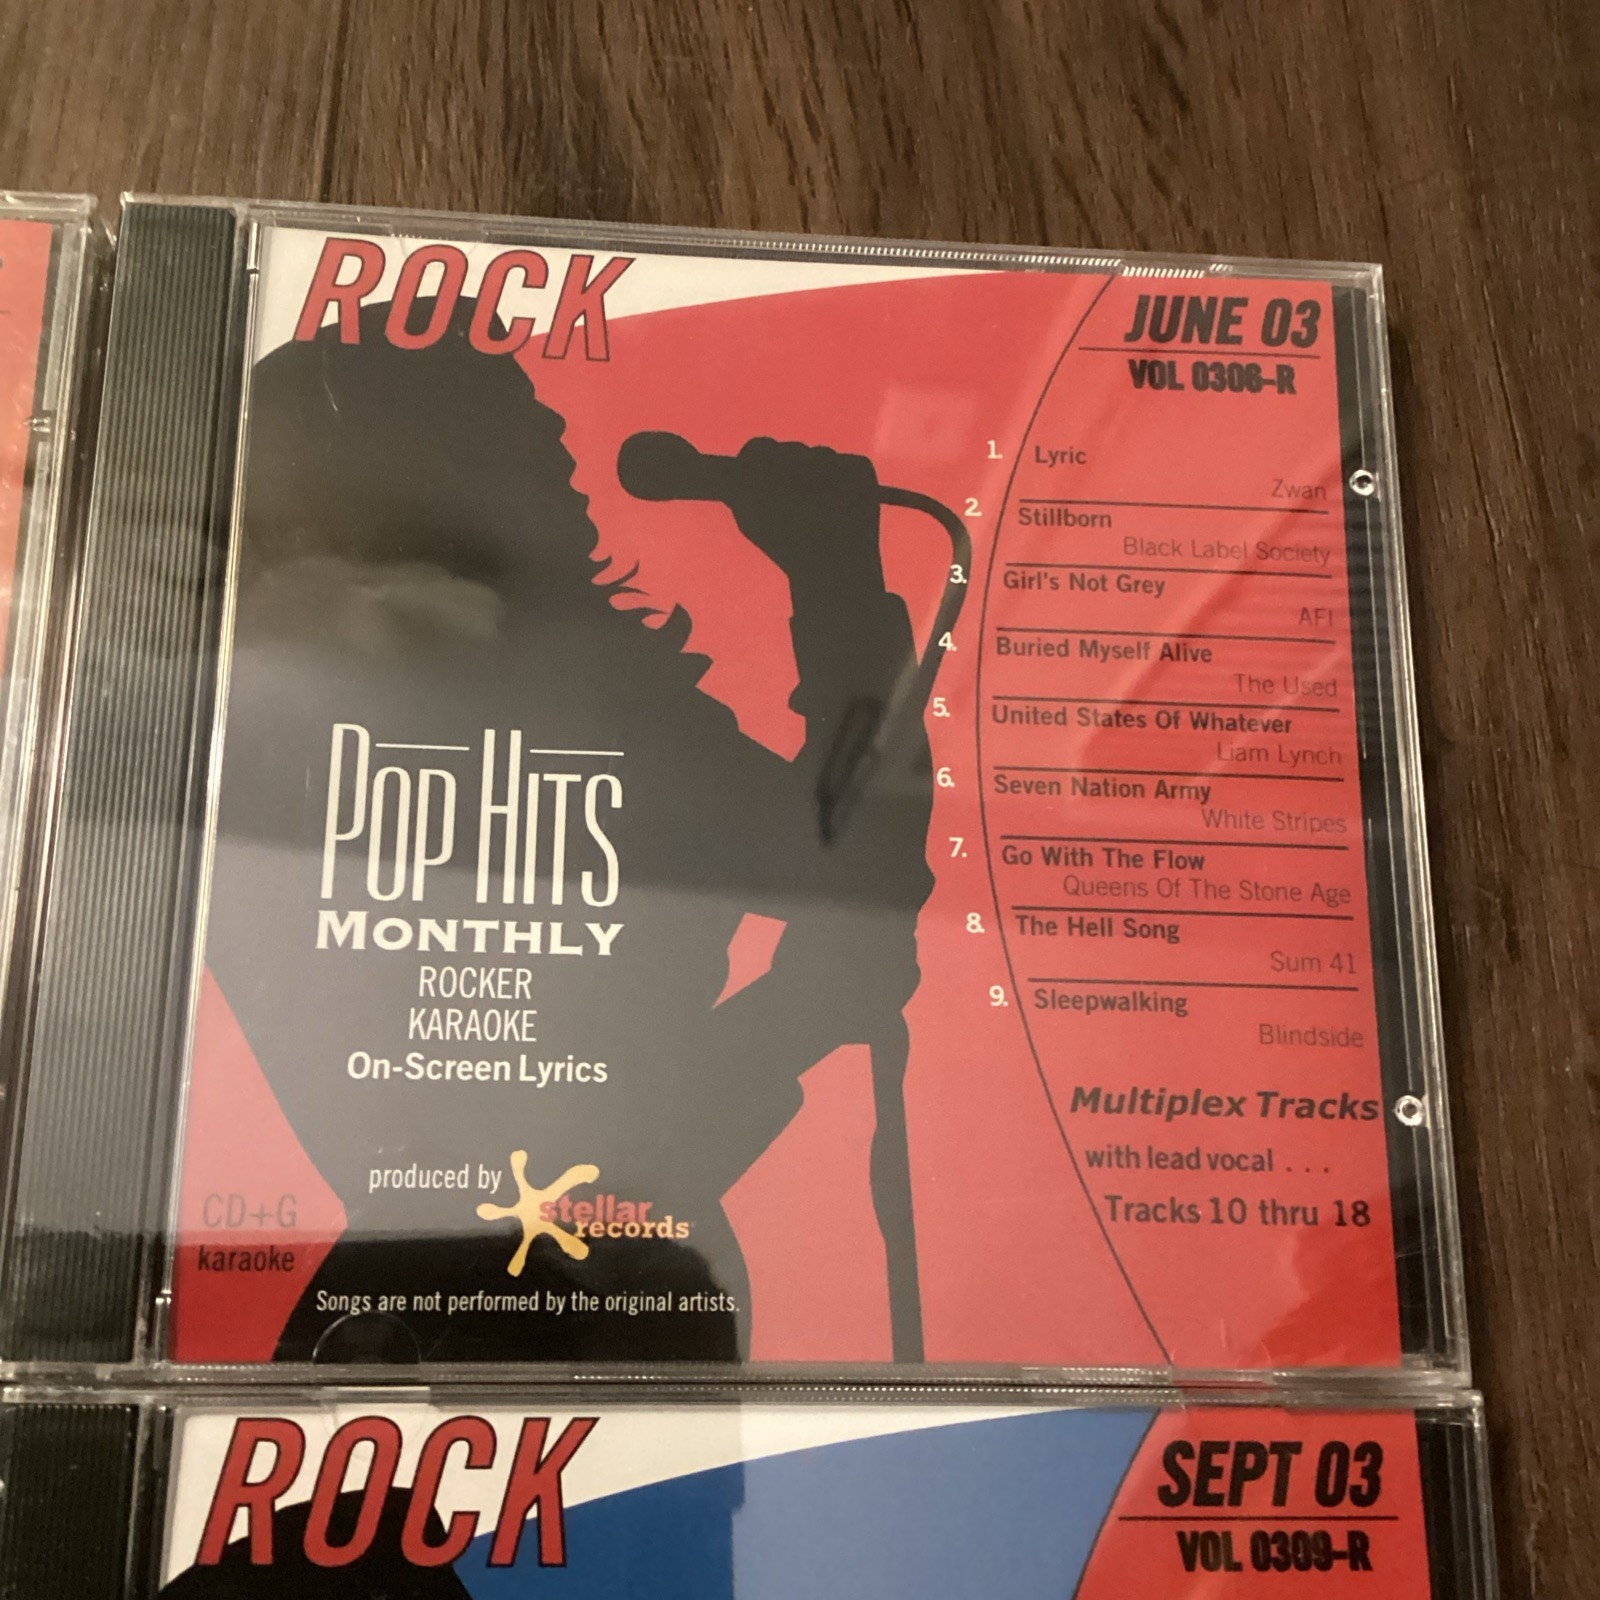 ROCK
JUNE 03
VOL 0306-R
1. Lyric
Zwan
2. Stillborn
Black Label Society
3. Girl's Not Grey
AFI
4. Buried Myself Alive
The Used
5. United States Of Whatever
Liam Lynch
6. Seven Nation Army
White Stripes
7. Go With The Flow
Queens Of The Stone Age
8. The Hell Song
Sum 41
9. Sleepwalking
Blindside
Multiplex Tracks
with lead vocal . . .
Tracks 10 thru 18
POP HITS
MONTHLY
ROCKER
KARAOKE
On-Screen Lyrics
produced by
stellar
records
CD+G
karaoke
Songs are not performed by the original artists.
ROCK
SEPT 03
VOL 0309-R